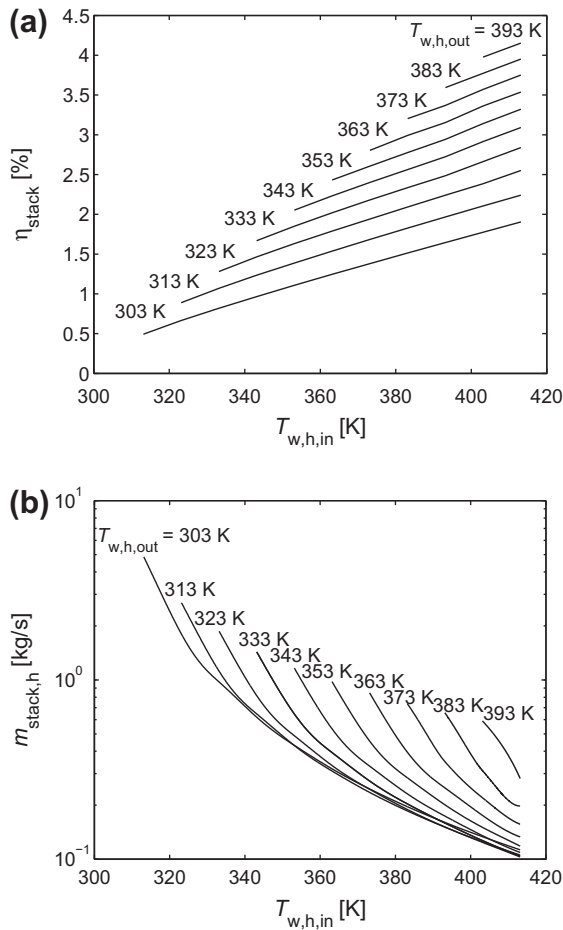 (a)
T_w,h,out = 393 K
383 K
373 K
363 K
353 K
343 K
333 K
323 K
313 K
303 K
4.5
4
3.5
3
2.5
2
1.5
1
0.5
0
η_stack [%]
300 320 340 360 380 400 420
T_w,h,in [K]
(b)
T_w,h,out = 303 K
313 K
323 K
333 K
343 K
353 K
363 K
373 K
383 K
393 K
10^1
10^0
10^-1
m_stack,h [kg/s]
300 320 340 360 380 400 420
T_w,h,in [K]